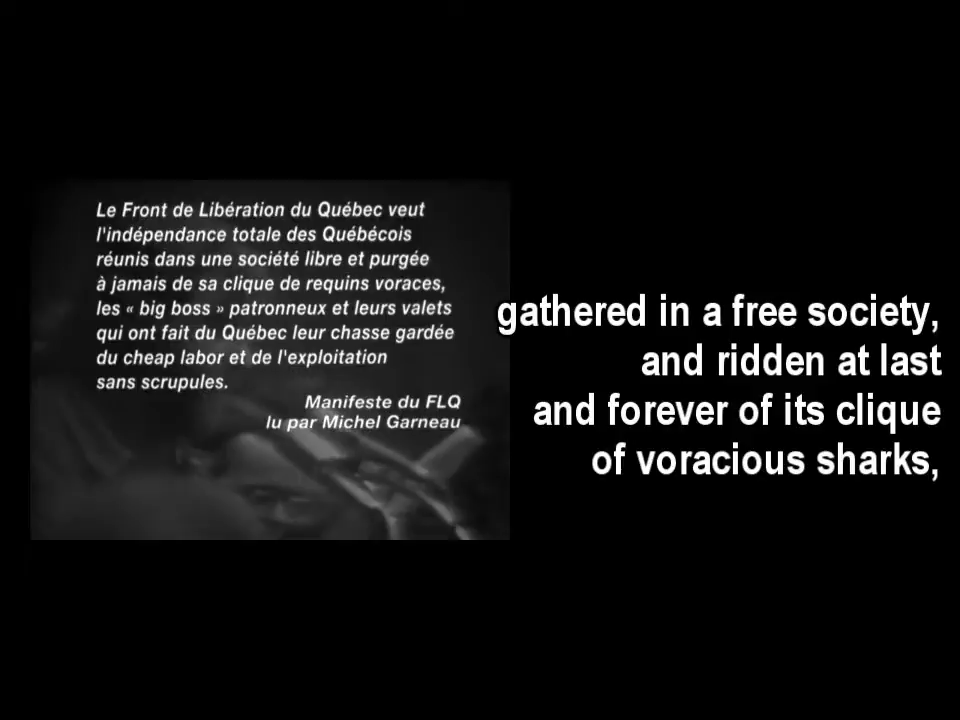 Le Front de Libération du Québec veut
l'indépendance totale des Québécois
réunis dans une société libre et purgée
à jamais de sa clique de requins voraces,
les « big boss » patronneux et leurs valets
qui ont fait du Québec leur chasse gardée
du cheap labor et de l'exploitation
sans scrupules.
Manifeste du FLQ
lu par Michel Garneau
gathered in a free society,
and ridden at last
and forever of its clique
of voracious sharks,